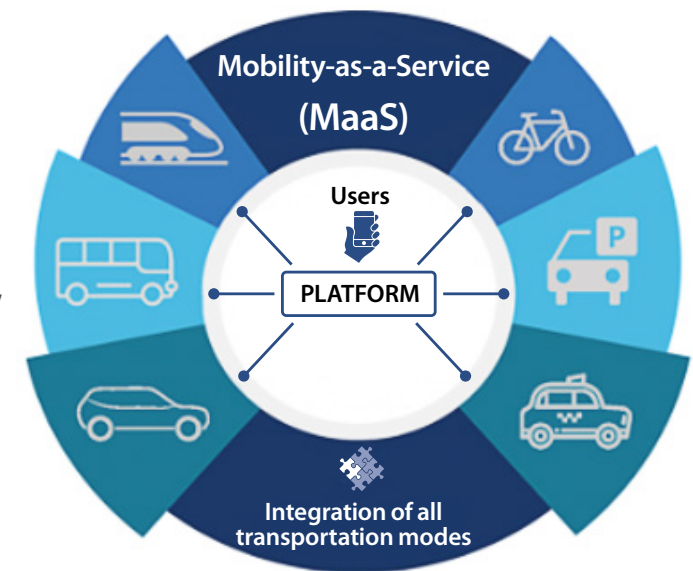 Mobility-as-a-Service
(MaaS)
Users
P
PLATFORM
Integration of all
transportation modes